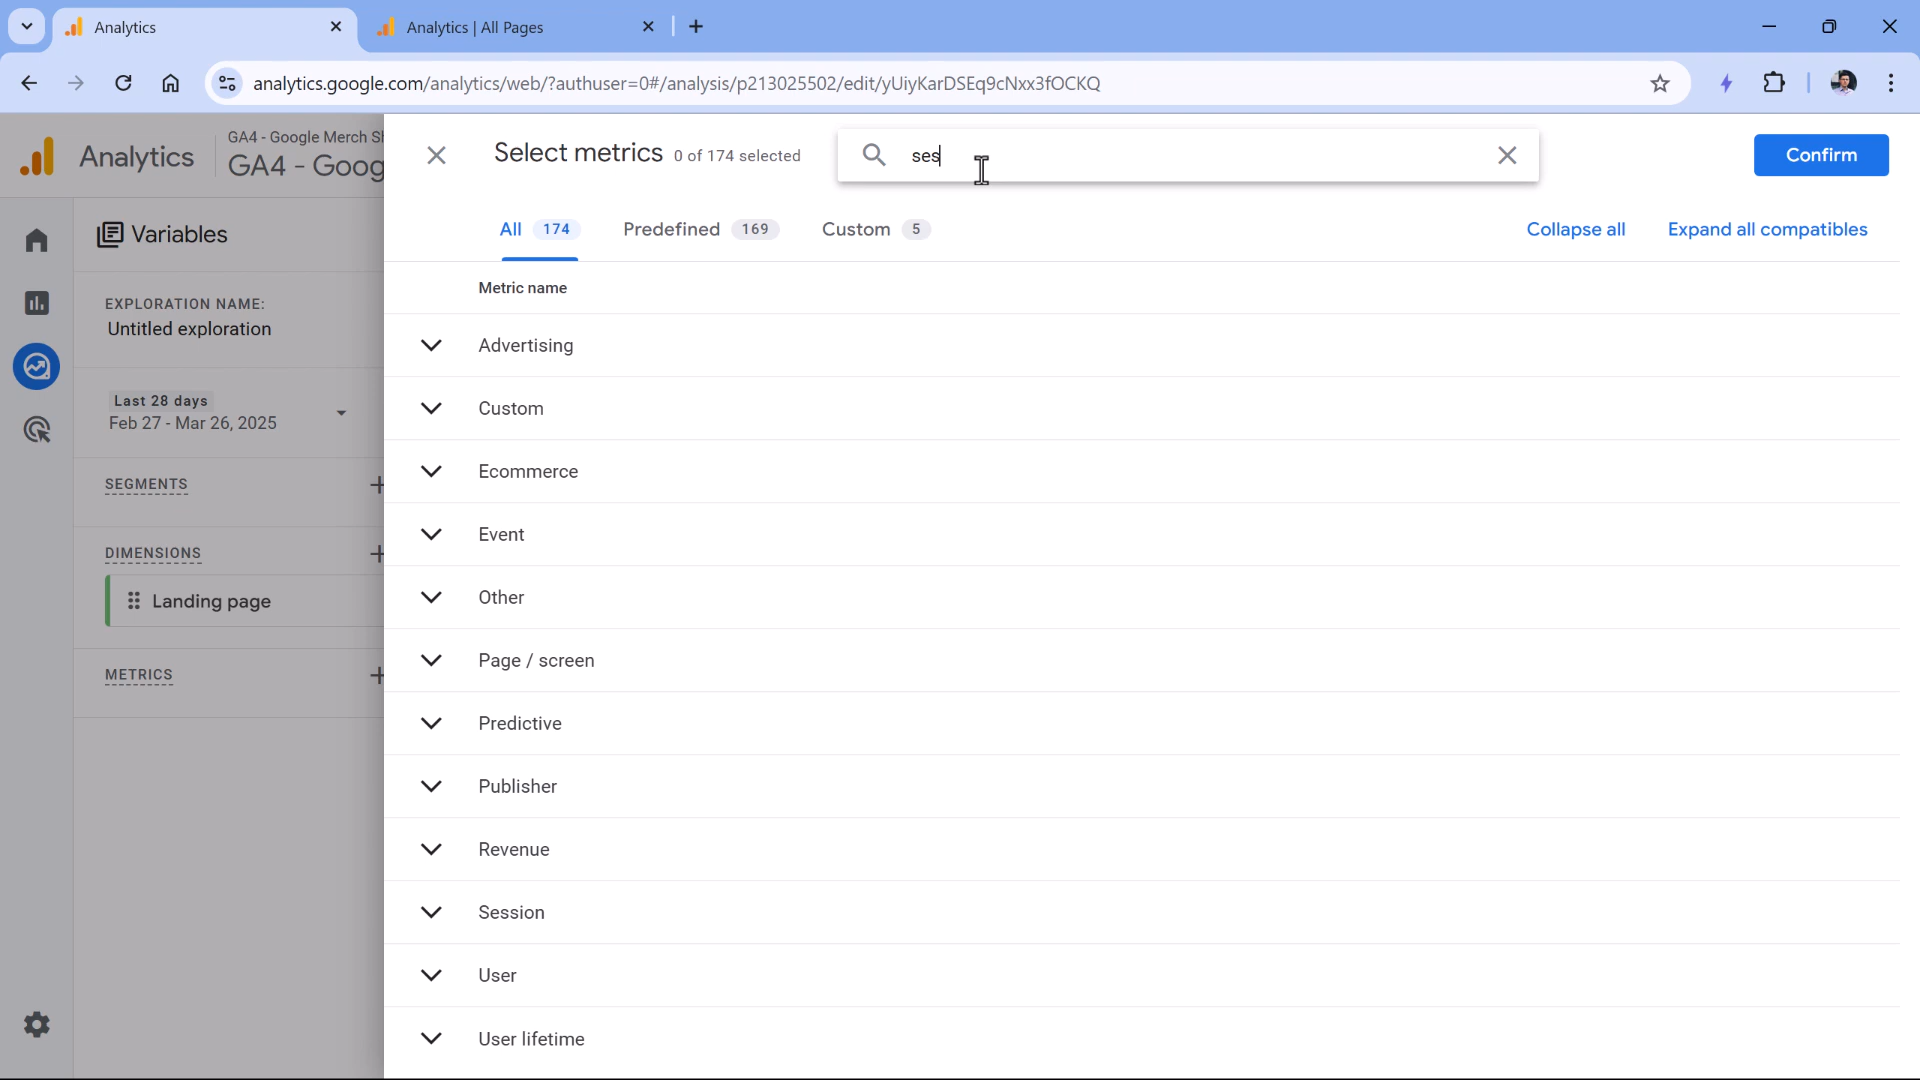 Analytics
Analytics | All Pages
analytics.google.com/analytics/web/?authuser=0#/analysis/p213025502/edit/yUiyKarDSEq9cNxx3fOCKQ
Analytics
GA4 - Google Merch Sh
GA4 - Goog
Select metrics 0 of 174 selected
ses
Confirm
All 174
Predefined 169
Custom 5
Collapse all
Expand all compatibles
Variables
EXPLORATION NAME:
Untitled exploration
Last 28 days
Feb 27 - Mar 26, 2025
SEGMENTS
DIMENSIONS
Landing page
METRICS
Metric name
Advertising
Custom
Ecommerce
Event
Other
Page / screen
Predictive
Publisher
Revenue
Session
User
User lifetime